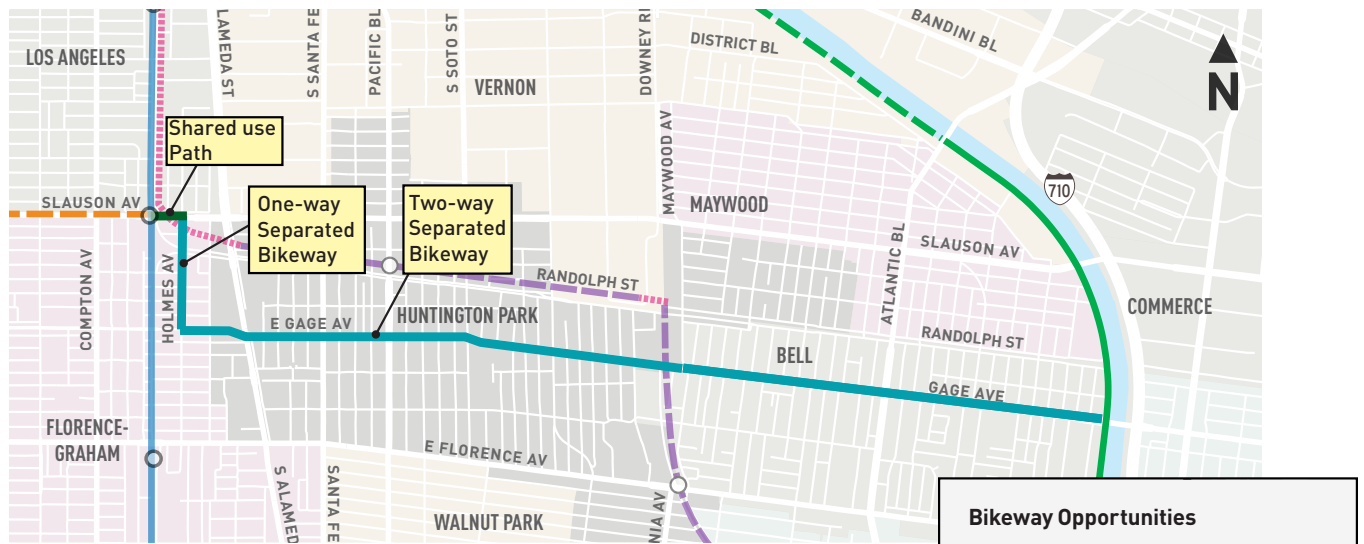 BANDINI BL
DISTRICT BL
LOS ANGELES
LAMEDA ST
S SANTA FE
PACIFIC BL
S SOTO ST
VERNON
DOWNEY RD
N
Shared use
Path
MAYWOOD AV
710
SLAUSON AV
One-way
Separated
Bikeway
Two-way
Separated
Bikeway
MAYWOOD
SLAUSON AV
COMPTON AV
HOLMES AV
RANDOLPH ST
ATLANTIC BL
COMMERCE
E GAGE AV
HUNTINGTON PARK
RANDOLPH ST
BELL
GAGE AVE
FLORENCE-
GRAHAM
E FLORENCE AV
S ALAMED
SANTA FE
WALNUT PARK
NIA AV
Bikeway Opportunities